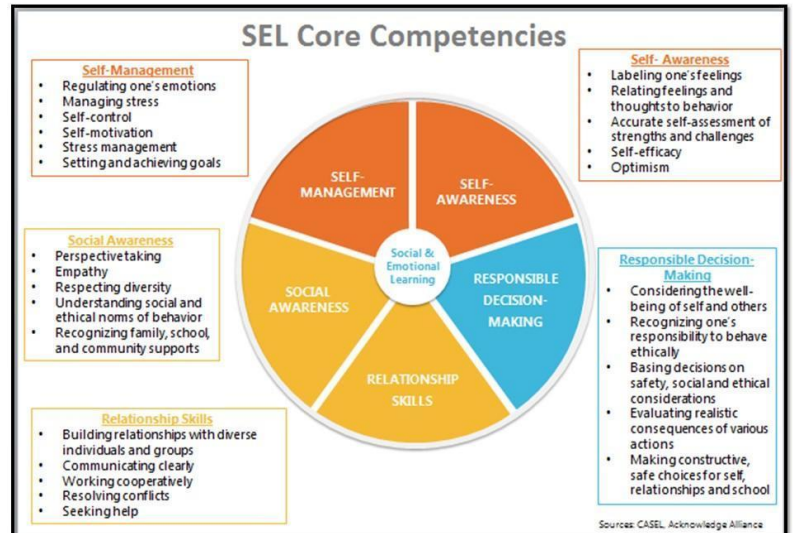 SEL Core Competencies
Self-Management
• Regulating one's emotions
• Managing stress
• Self-control
• Self-motivation
• Stress management
• Setting and achieving goals
Self- Awareness
• Labeling one's feelings
• Relating feelings and
thoughts to behavior
• Accurate self-assessment of
strengths and challenges
• Self-efficacy
• Optimism
SELF-
MANAGEMENT
SELF-
AWARENESS
Social &
Emotional
Learning
SOCIAL
AWARENESS
RESPONSIBLE
DECISION-
MAKING
RELATIONSHIP
SKILLS
Social Awareness
• Perspective taking
• Empathy
• Respecting diversity
• Understanding social and
ethical norms of behavior
• Recognizing family, school,
and community supports
Responsible Decision-
Making
• Considering the well-
being of self and others
• Recognizing one's
responsibility to behave
ethically
• Basing decisions on
safety, social and ethical
considerations
• Evaluating realistic
consequences of various
actions
• Making constructive,
safe choices for self,
relationships and school
Relationship Skills
• Building relationships with diverse
individuals and groups
• Communicating clearly
• Working cooperatively
• Resolving conflicts
• Seeking help
Sources: CASEL, Acknowledge Alliance